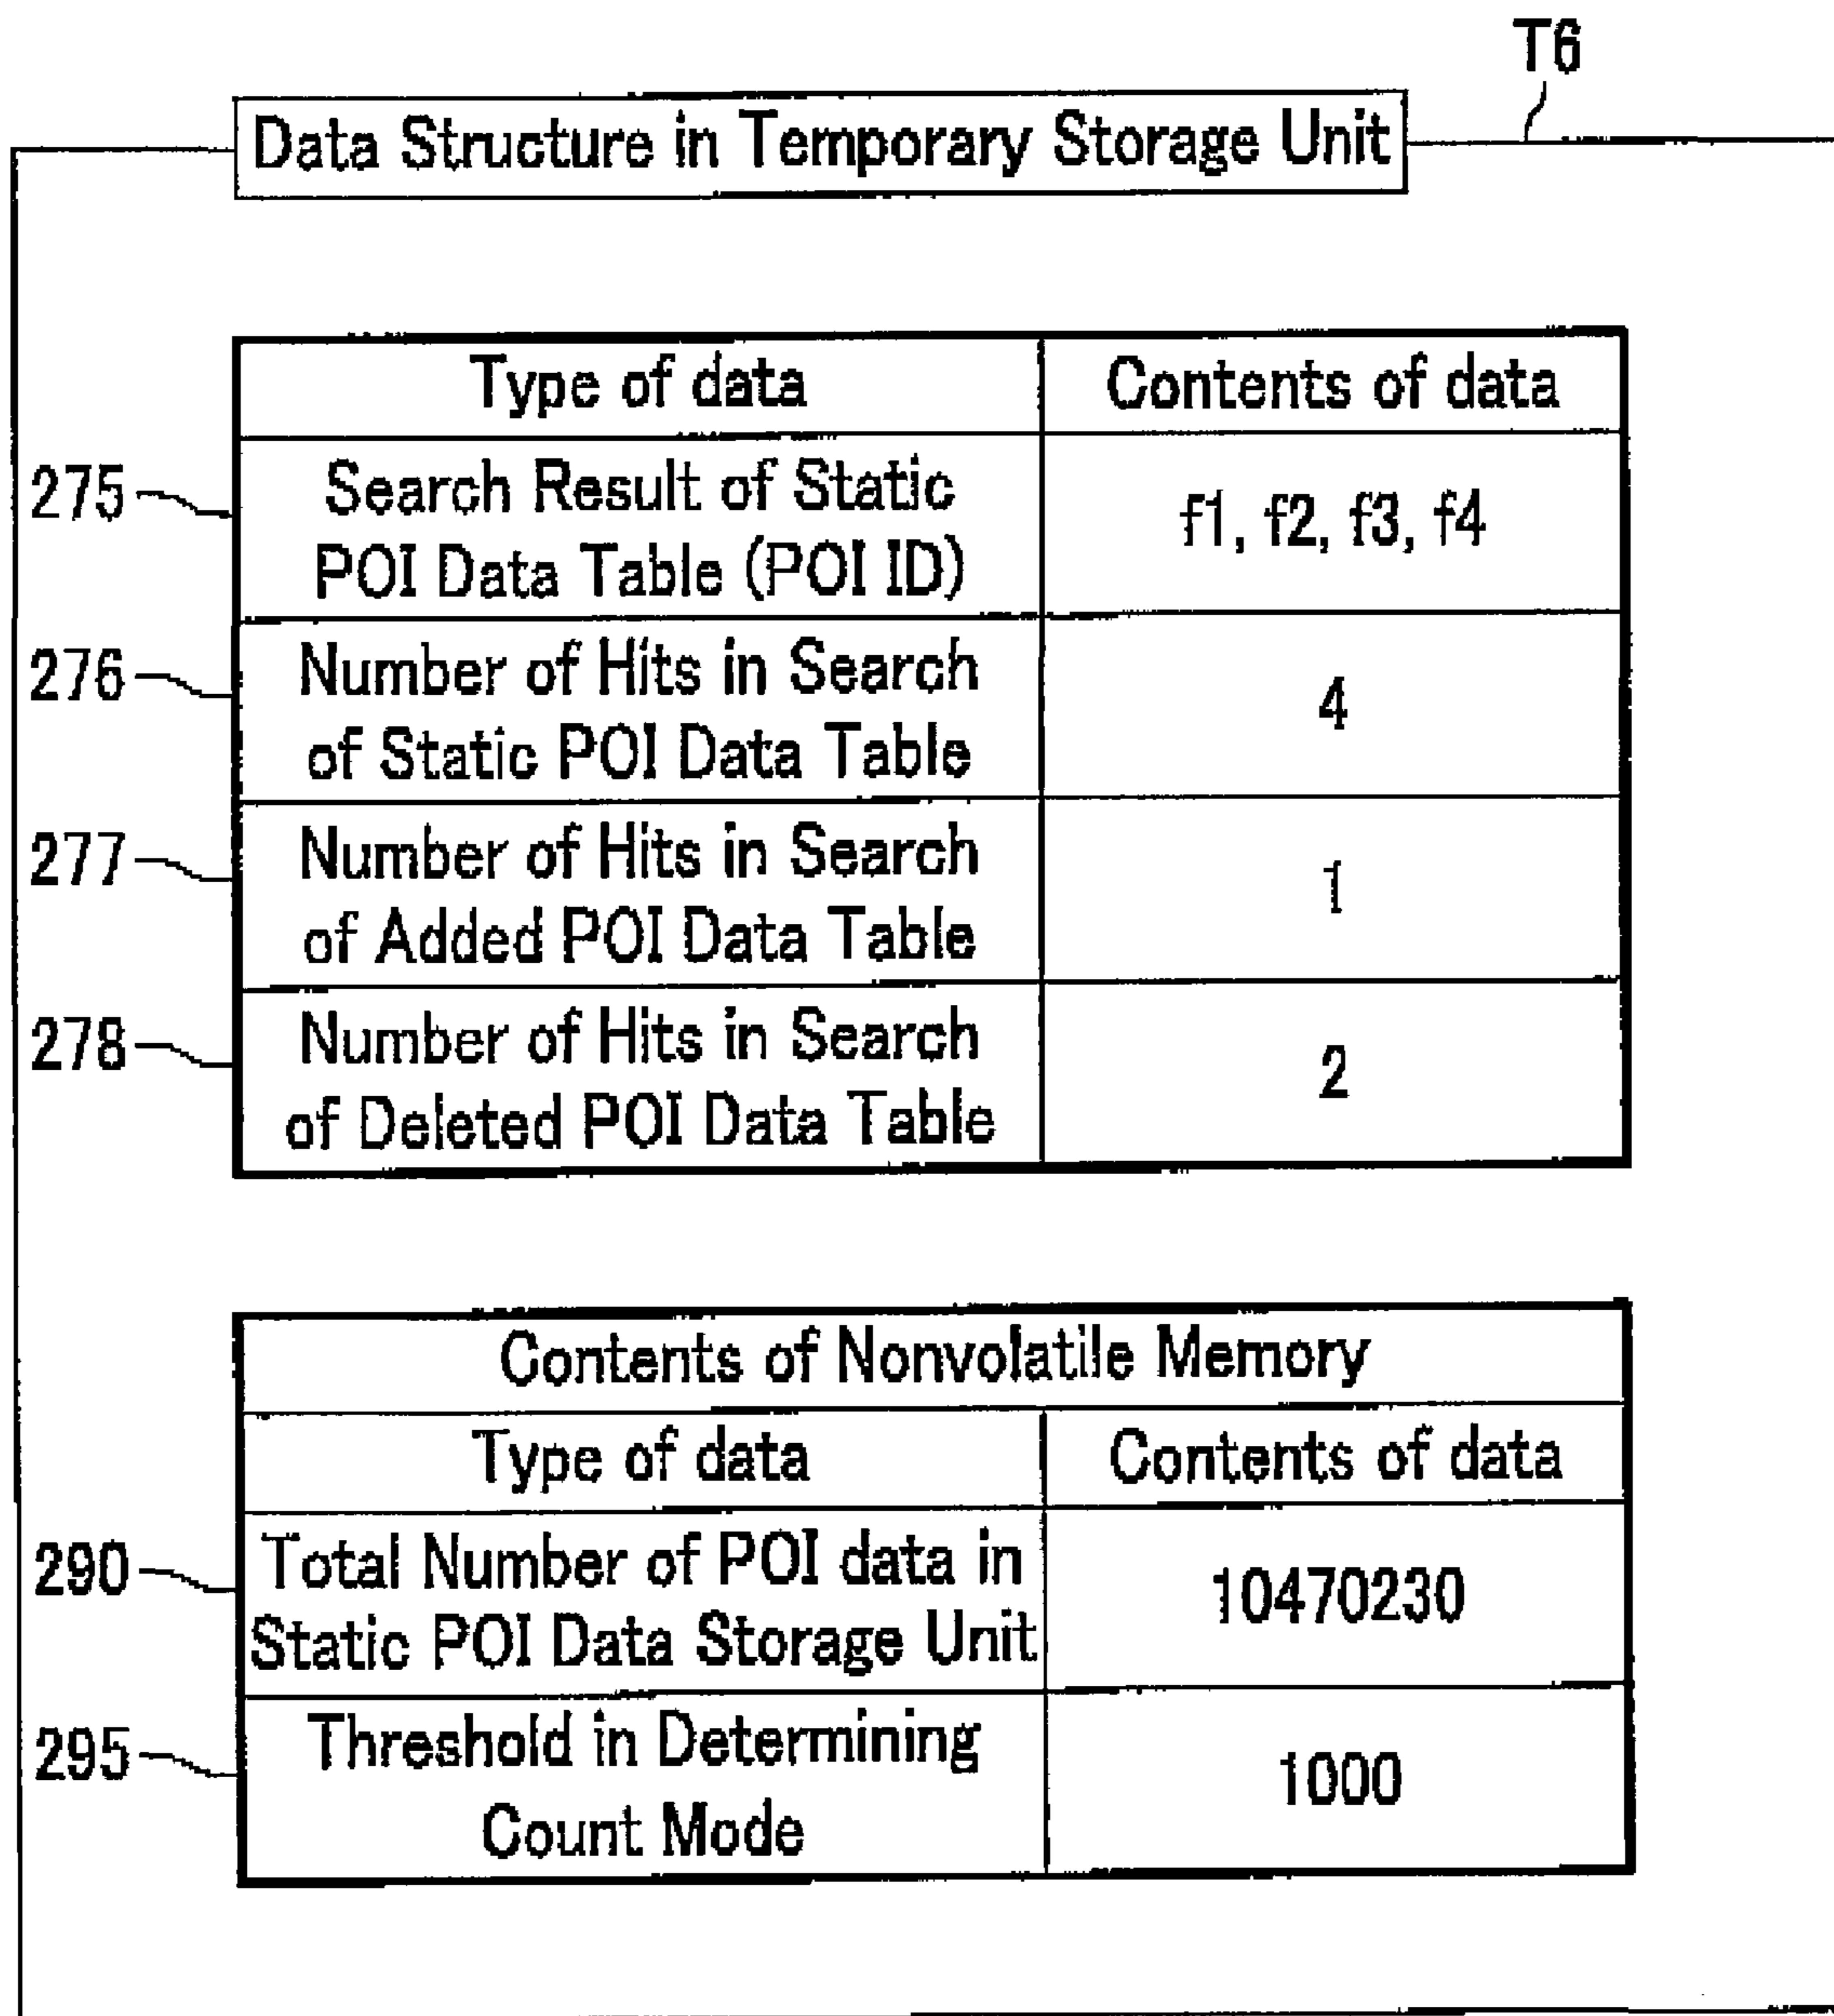 T6
Data Structure in Temporary Storage Unit
Type of data
Contents of data
275
Search Result of Static
POI Data Table (POI ID)
f1, f2, f3, f4
276
Number of Hits in Search
of Static POI Data Table
4
277
Number of Hits in Search
of Added POI Data Table
1
278
Number of Hits in Search
of Deleted POI Data Table
2
Contents of Nonvolatile Memory
Type of data
Contents of data
290
Total Number of POI data in
Static POI Data Storage Unit
10470230
295
Threshold in Determining
Count Mode
1000